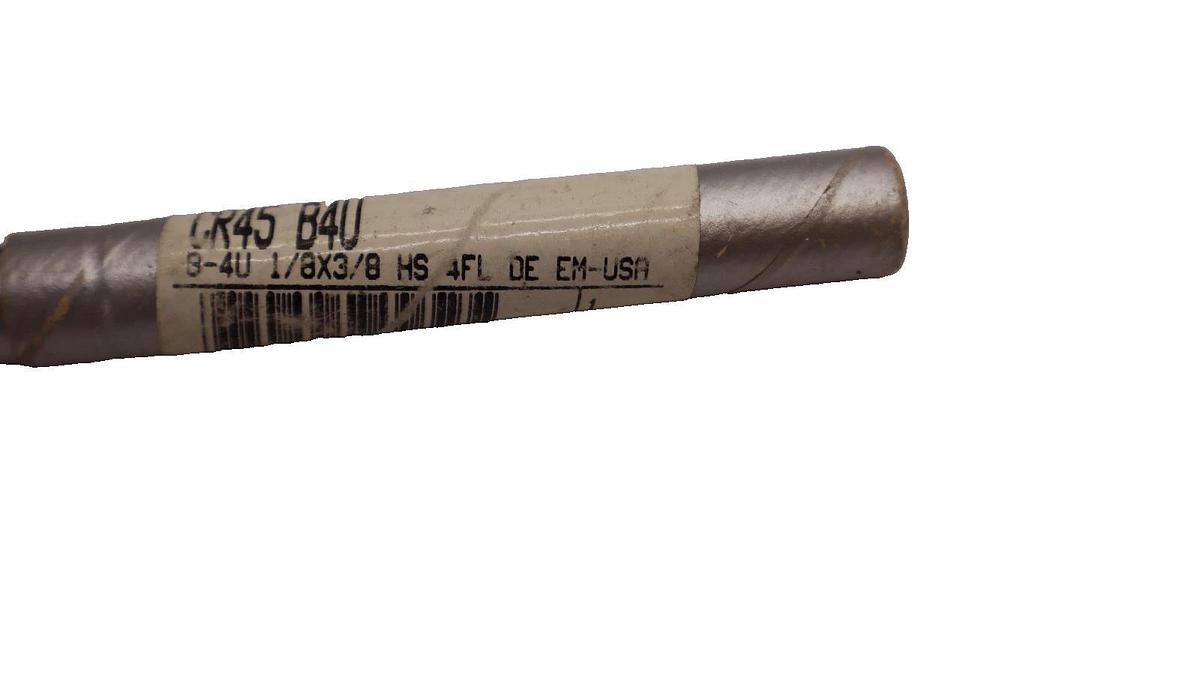 CR45 B4U
B-4U 1/8X3/8 HS 4FL DE EM-USA